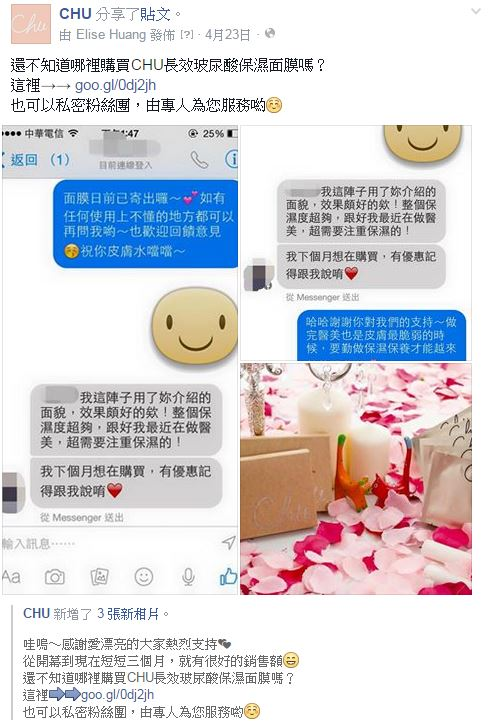 CHU 分享了貼文。
由 Elise Huang 發佈 [?]・4月23日・
還不知道哪裡購買CHU長效玻尿酸保濕面膜嗎？
這裡→→ goo.gl/0dj2jh
也可以私密粉絲團，由專人為您服務喲😊
中華電信
下午1:47
25%
返回 (1)
目前連線登入
面膜日前已寄出囉～💕如有
任何使用上不懂的地方都可以
再問我喲～也歡迎回饋意見
😚祝你皮膚水噹噹～
我這陣子用了妳介紹的
面貌，效果頗好的欸！整個保
濕度超夠，跟好我最近在做醫
美，超需要注重保濕的！
我下個月想在購買，有優惠記
得跟我說唷❤
從 Messenger 送出
輸入訊息……
Aa
我這陣子用了妳介紹的
面貌，效果頗好的欸！整個保
濕度超夠，跟好我最近在做醫
美，超需要注重保濕的！
我下個月想在購買，有優惠記
得跟我說唷❤
從 Messenger 送出
哈哈謝謝你對我們的支持～做
完醫美也是皮膚最脆弱的時
候，要勤做保濕保養才能越來
Chu
CHU 新增了 3 張新相片。
哇嗚～感謝愛漂亮的大家熱烈支持💕
從開幕到現在短短三個月，就有很好的銷售額😄
還不知道哪裡購買CHU長效玻尿酸保濕面膜嗎？
這裡➡➡goo.gl/0dj2jh
也可以私密粉絲團，由專人為您服務喲😊